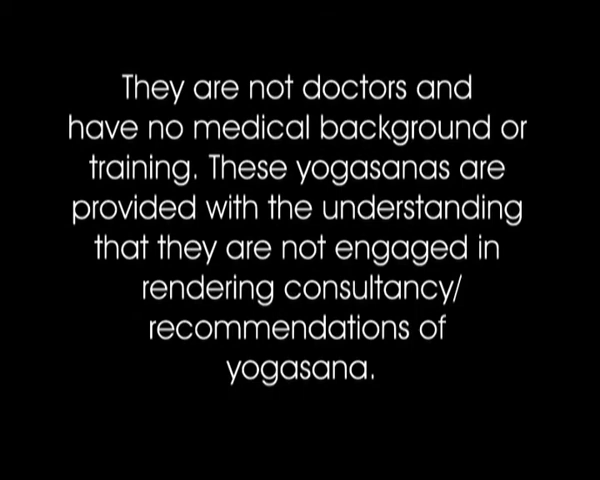 They are not doctors and
have no medical background or
training. These yogasanas are
provided with the understanding
that they are not engaged in
rendering consultancy/
recommendations of
yogasana.